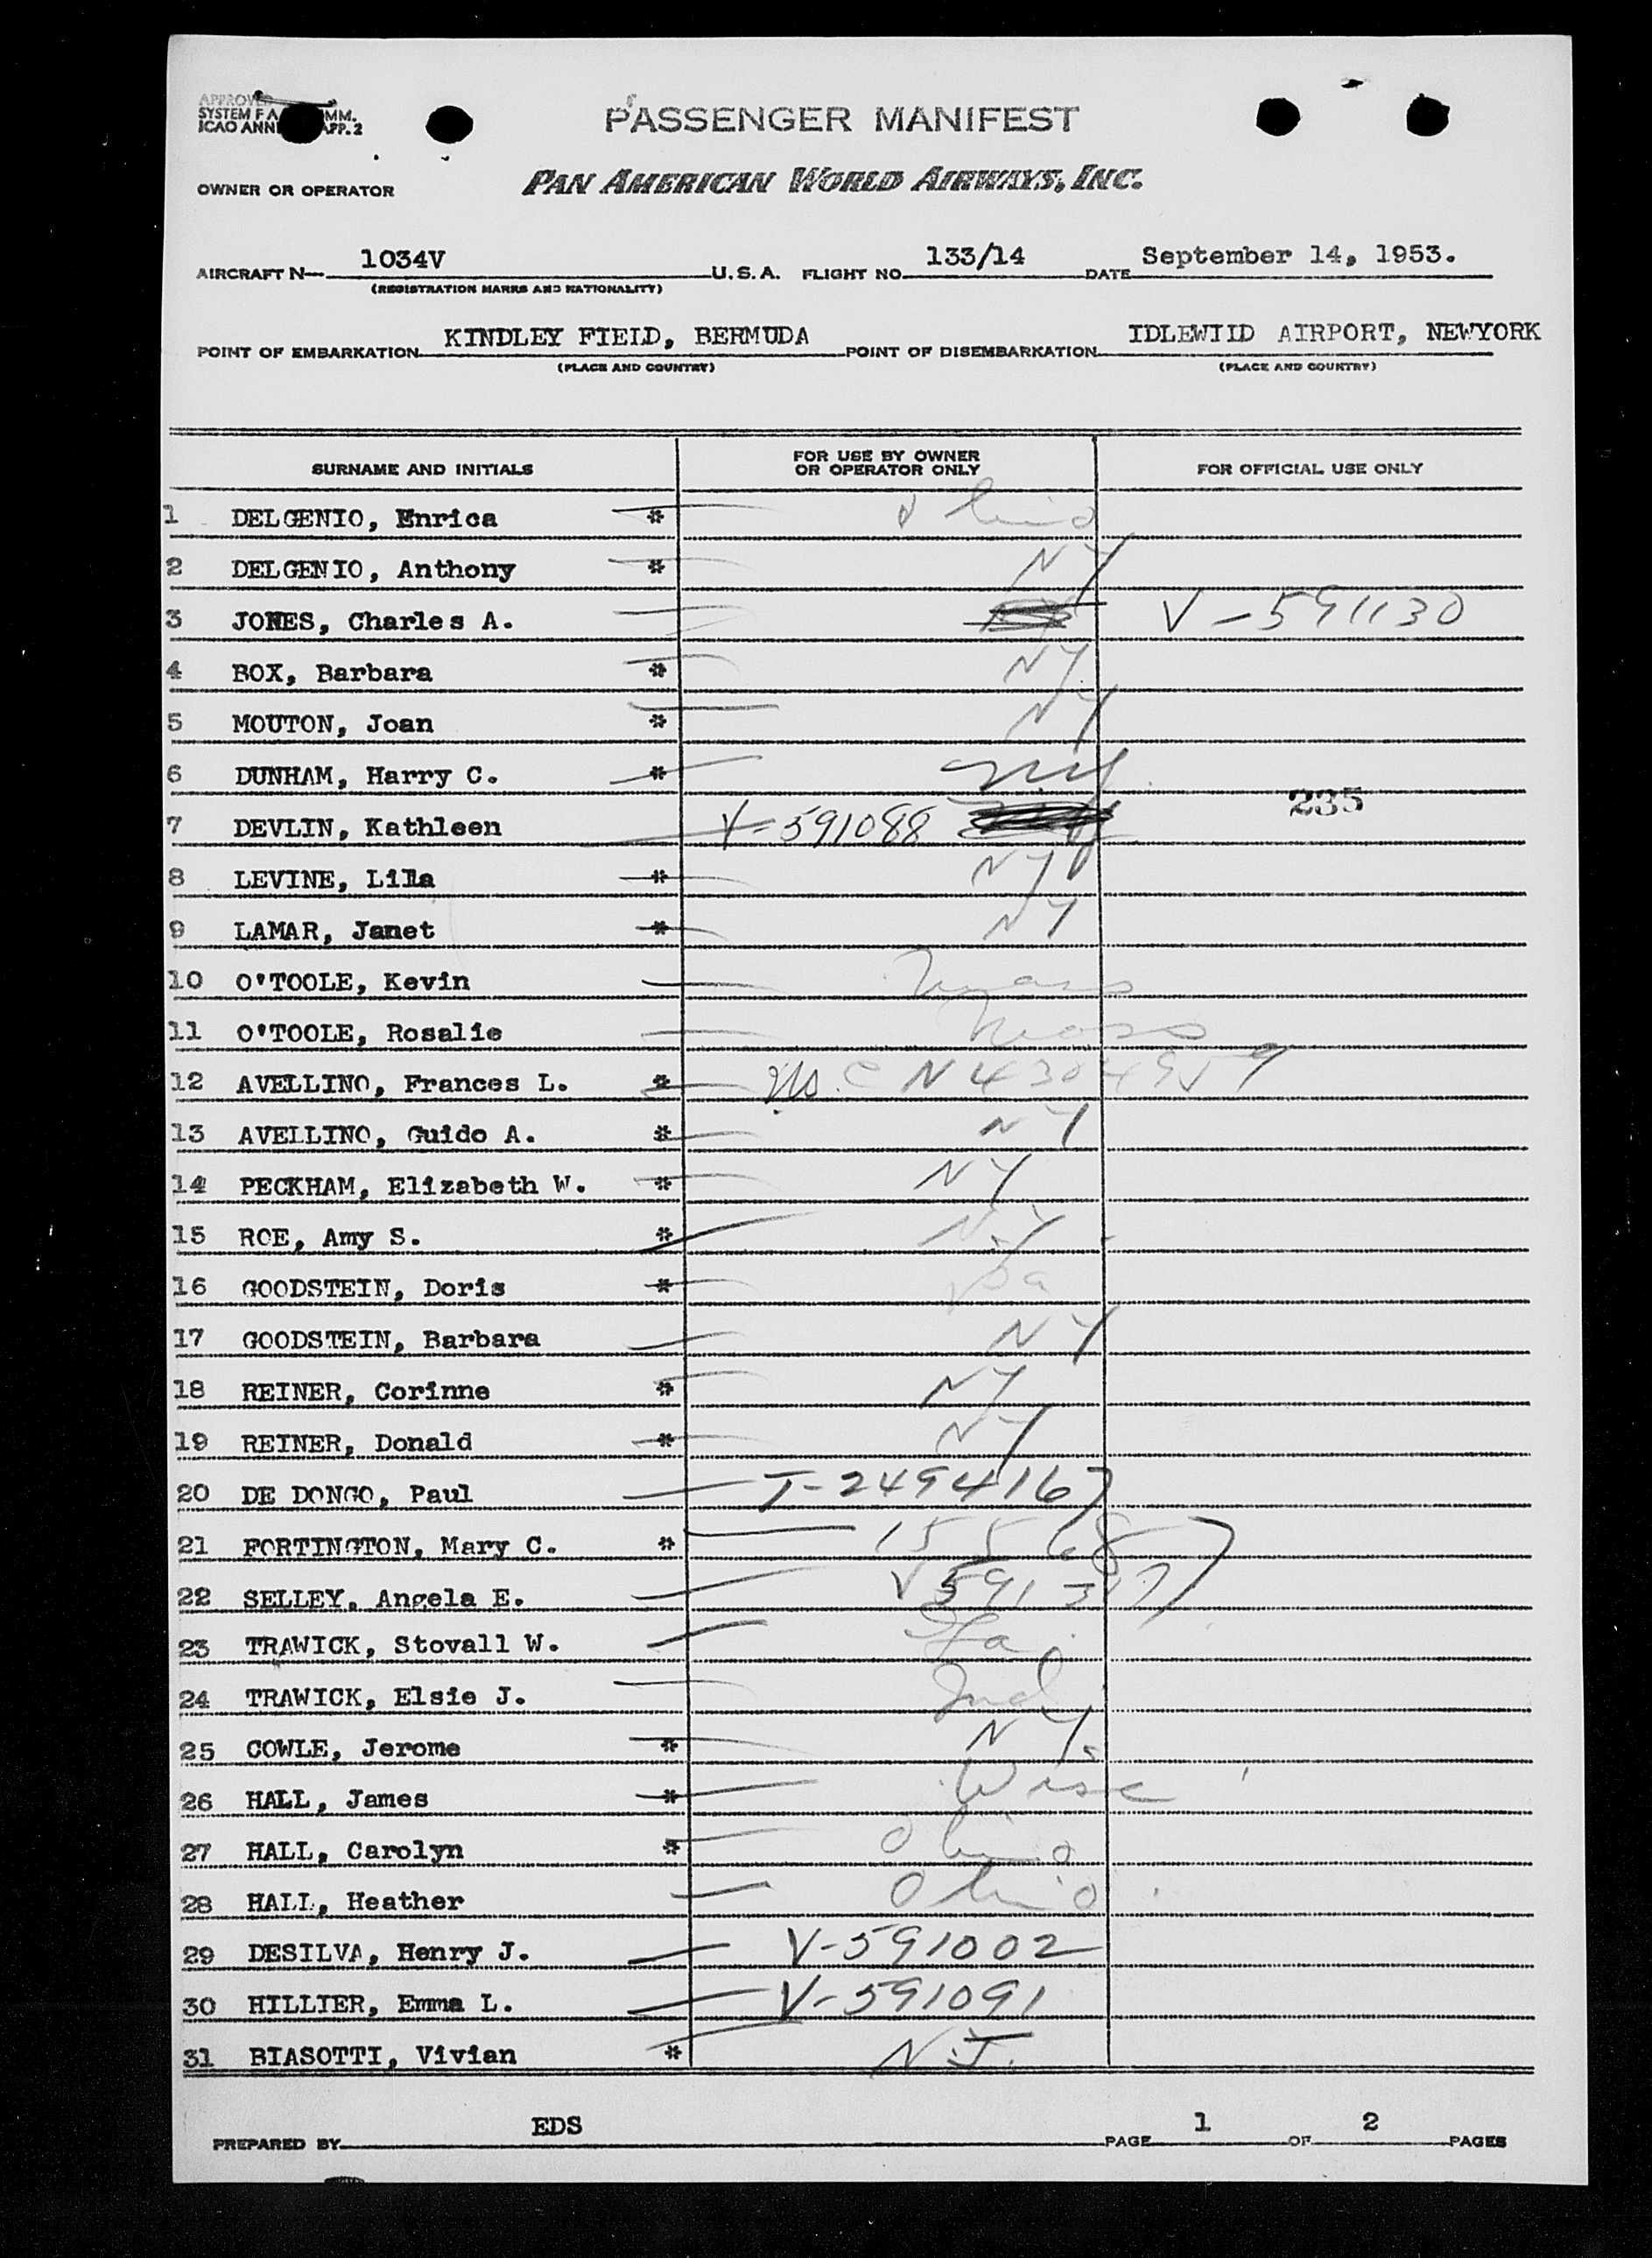 PASSENGER MANIFEST
OWNER OR OPERATOR PAN AMERICAN WORLD AIRWAYS, INC.
AIRCRAFT N— 1034V U.S.A. FLIGHT NO. 133/14 DATE September 14, 1953.
(REGISTRATION MARKS AND NATIONALITY)
POINT OF EMBARKATION KINDLEY FIELD, BERMUDA POINT OF DISEMBARKATION IDLEWILD AIRPORT, NEWYORK
(PLACE AND COUNTRY) (PLACE AND COUNTRY)
SURNAME AND INITIALS FOR USE BY OWNER OR OPERATOR ONLY FOR OFFICIAL USE ONLY
1 DELGENIO, Enrica * Ohio
2 DELGENIO, Anthony * NY
3 JONES, Charles A. V-591130
4 BOX, Barbara * NY
5 MOUTON, Joan * NY
6 DUNHAM, Harry C. *
235
7 DEVLIN, Kathleen V-591088
8 LEVINE, Lila * NY
9 LAMAR, Janet * NY
10 O'TOOLE, Kevin Mass
11 O'TOOLE, Rosalie Mass
12 AVELLINO, Frances L. *
13 AVELLINO, Guido A. * NY
14 PECKHAM, Elizabeth W. * NY
15 ROE, Amy S. * NY
16 GOODSTEIN, Doris * Pa
17 GOODSTEIN, Barbara NY
18 REINER, Corinne * NY
19 REINER, Donald * NY
20 DE DONGO, Paul T-2494167
21 FORTINGTON, Mary C. * 15568
22 SELLEY, Angela E.
23 TRAWICK, Stovall W.
24 TRAWICK, Elsie J. Ind
25 COWLE, Jerome * NY
26 HALL, James * Wisc
27 HALL, Carolyn * Ohio
28 HALL, Heather Ohio
29 DESILVA, Henry J. V-591002
30 HILLIER, Emma L. V-591091
31 BIASOTTI, Vivian * NJ.
PREPARED BY EDS PAGE 1 OF 2 PAGES